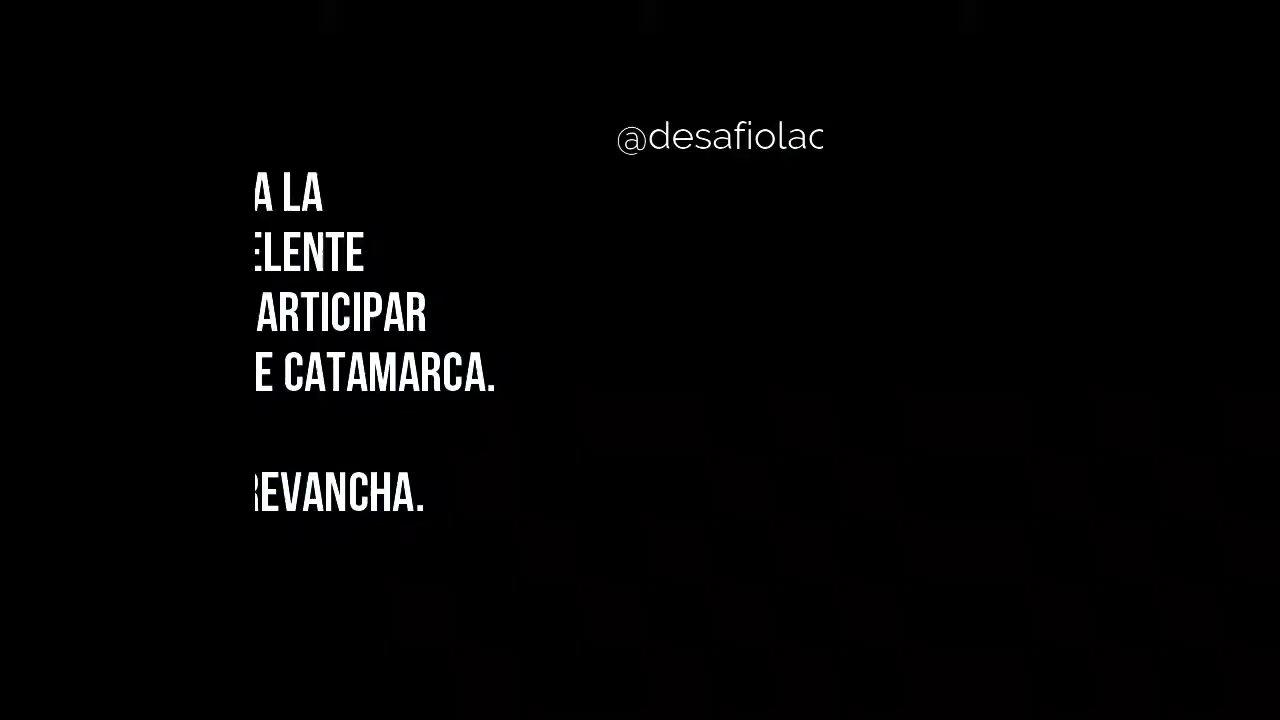 @desafiolac
A LA
ELENTE
ARTICIPAR
E CATAMARCA.
REVANCHA.